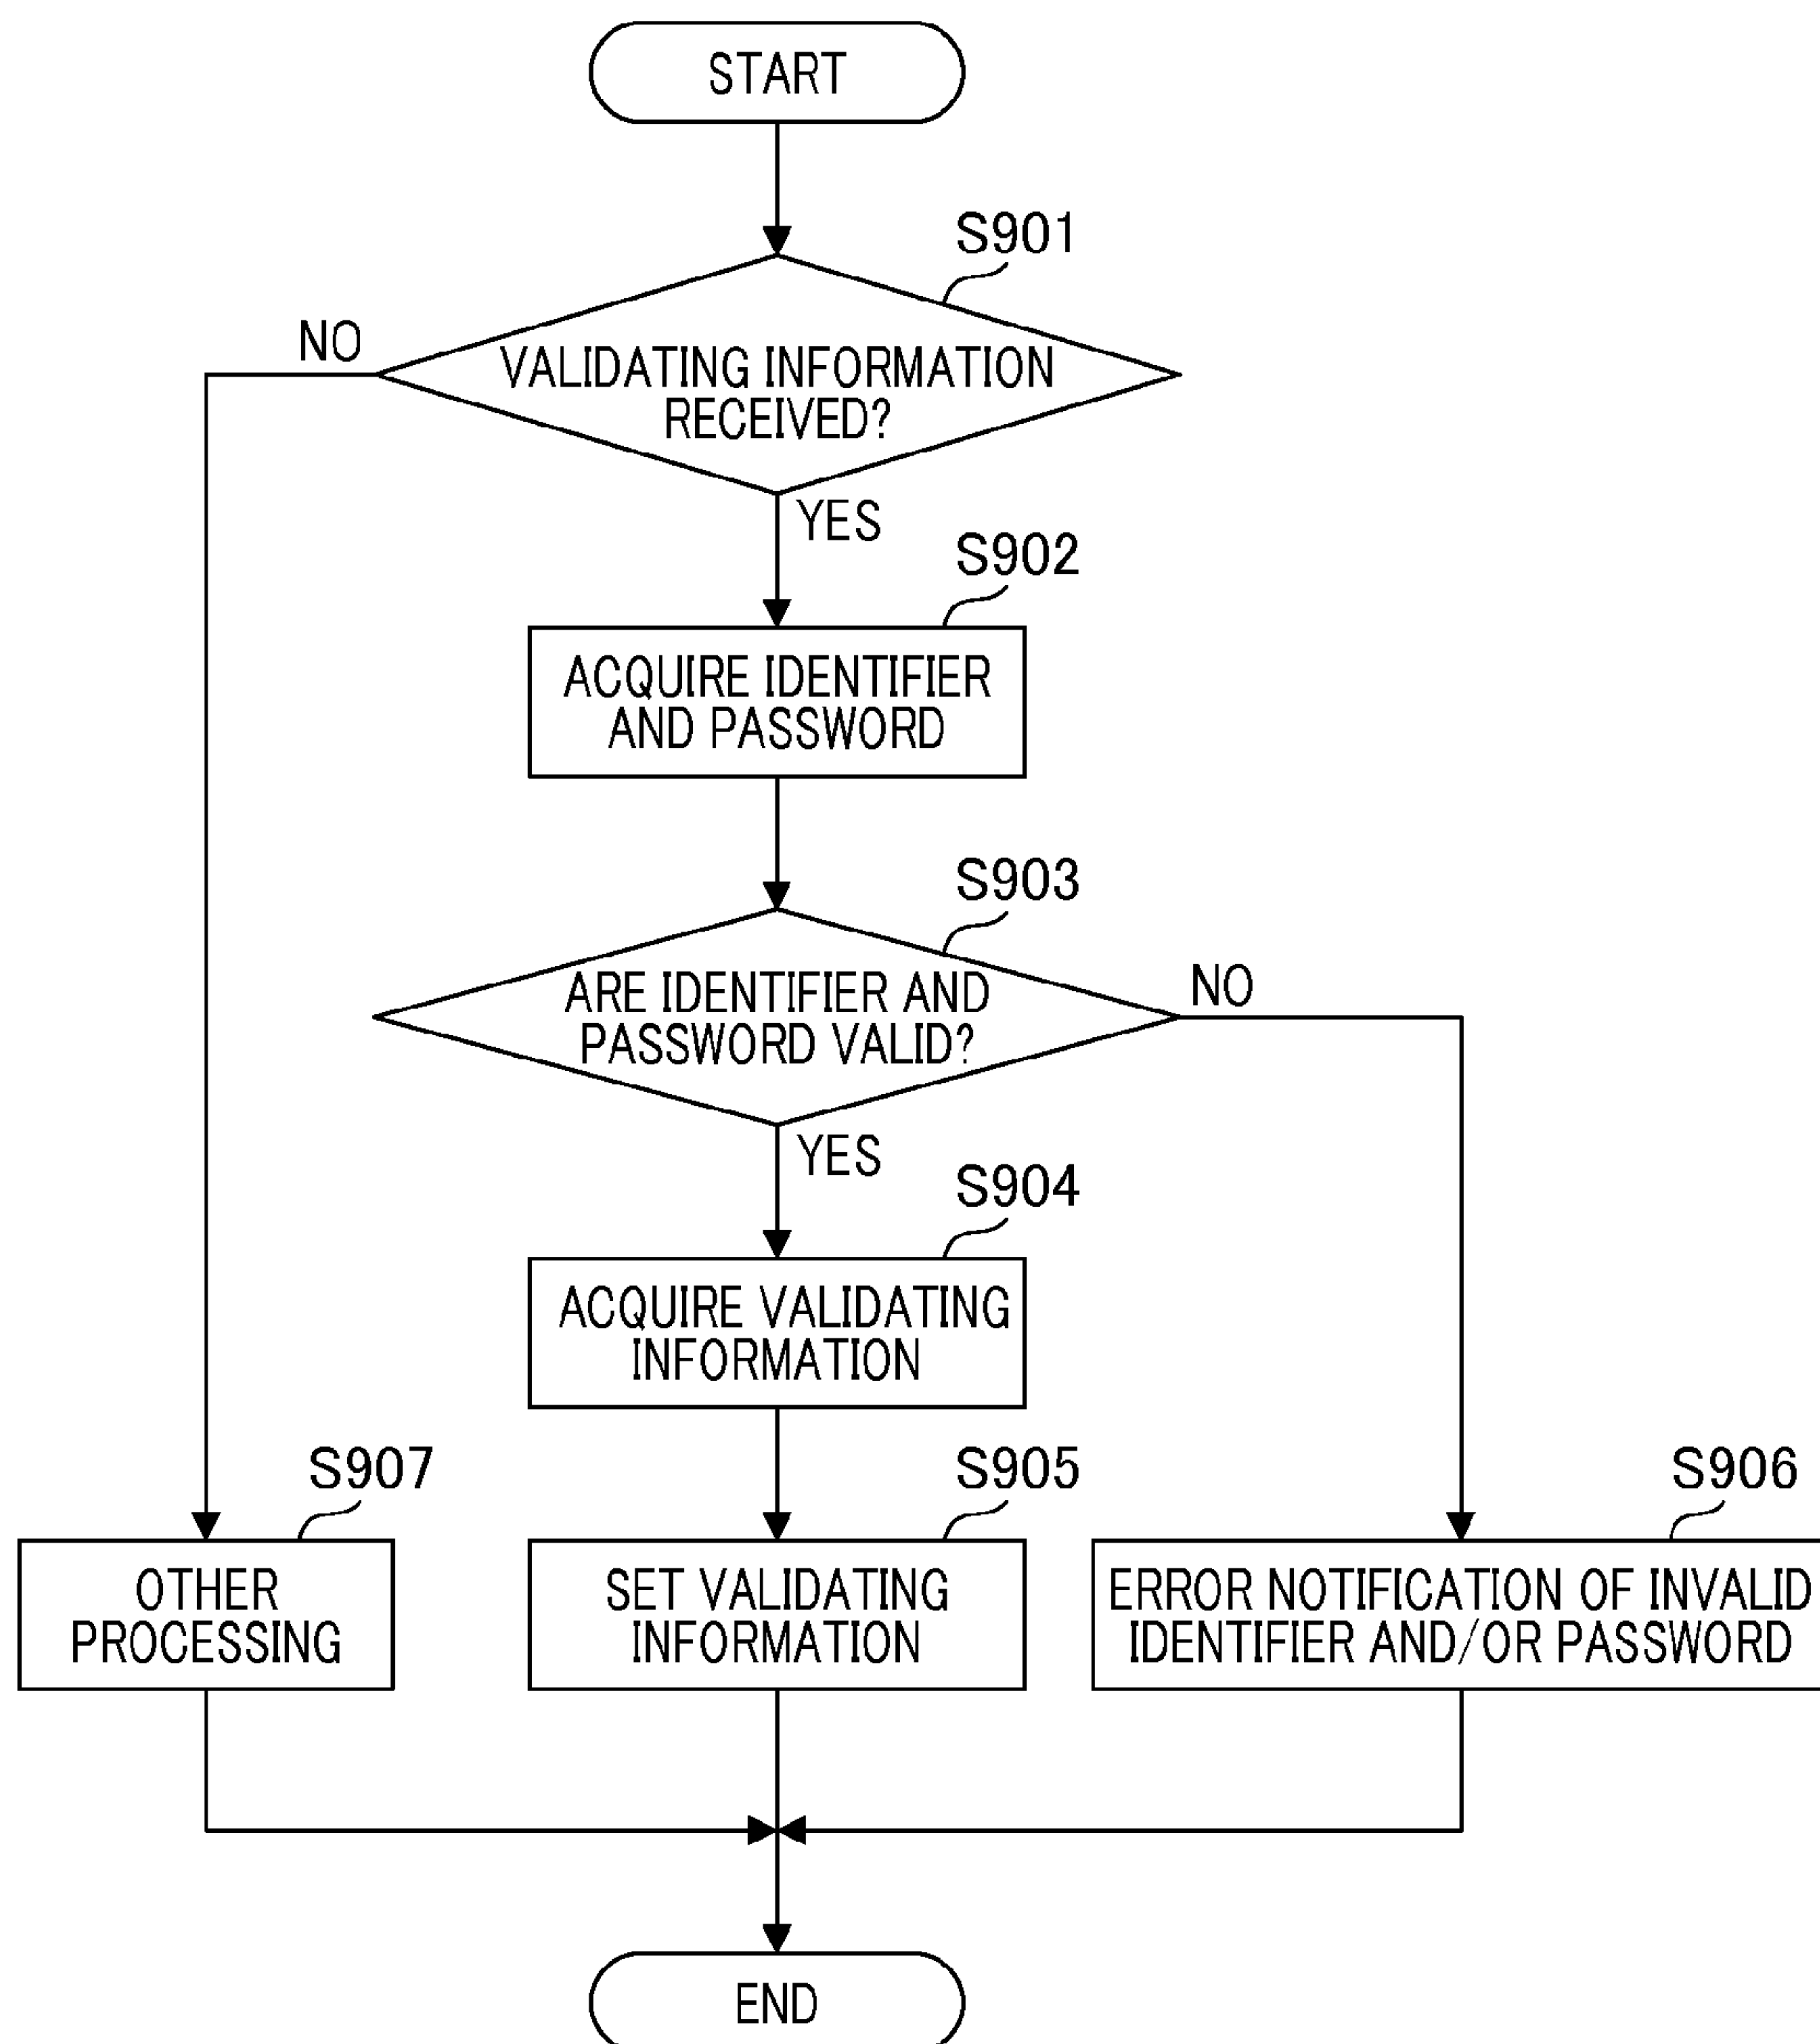 START
S901
NO
VALIDATING INFORMATION
RECEIVED?
YES
S902
ACQUIRE IDENTIFIER
AND PASSWORD
S903
ARE IDENTIFIER AND
PASSWORD VALID?
NO
YES
S904
ACQUIRE VALIDATING
INFORMATION
S907
OTHER
PROCESSING
S905
SET VALIDATING
INFORMATION
S906
ERROR NOTIFICATION OF INVALID
IDENTIFIER AND/OR PASSWORD
END